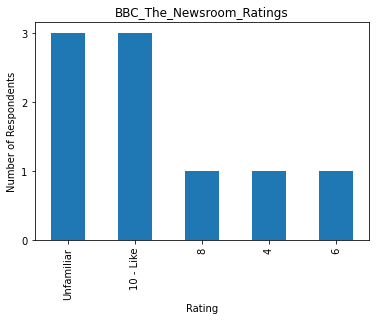 BBC_The_Newsroom_Ratings
Number of Respondents
3
2
1
0
Unfamiliar
10 - Like
8
4
6
Rating